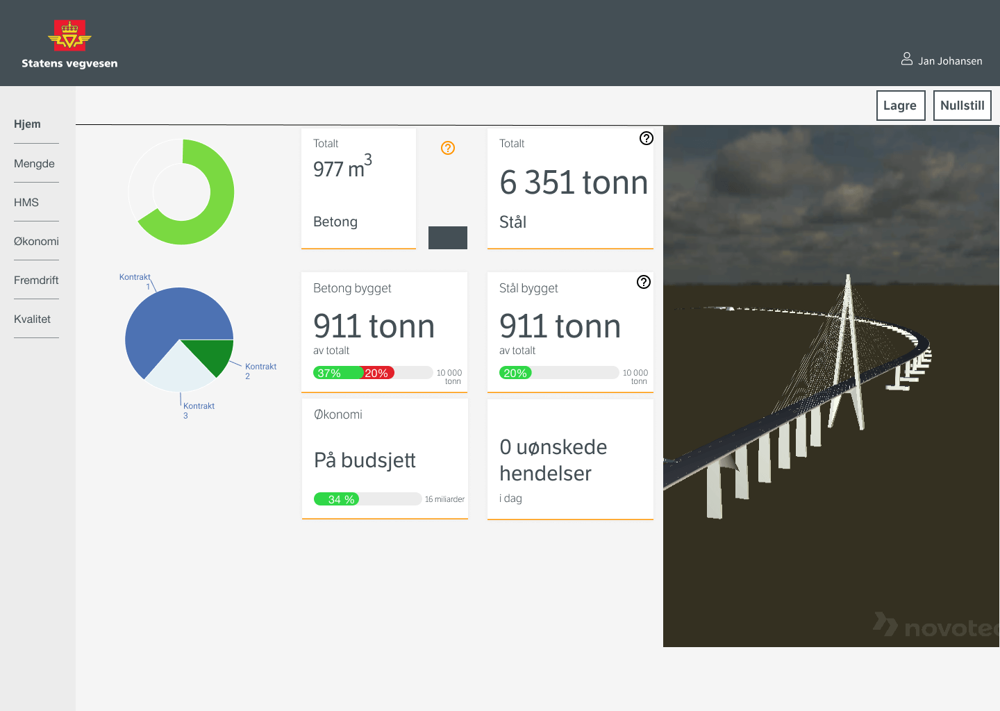 Statens vegvesen
Jan Johansen
Lagre
Nullstill
Hjem
Mengde
HMS
Økonomi
Fremdrift
Kvalitet
Kontrakt
1
Kontrakt
2
Kontrakt
3
Totalt
977 m3
Betong
?
Totalt
?
6 351 tonn
Stål
Betong bygget
911 tonn
av totalt
37%
20%
10 000
tonn
Stål bygget
?
911 tonn
av totalt
20%
10 000
tonn
Økonomi
På budsjett
34 %
16 miliarder
0 uønskede
hendelser
i dag
novotec